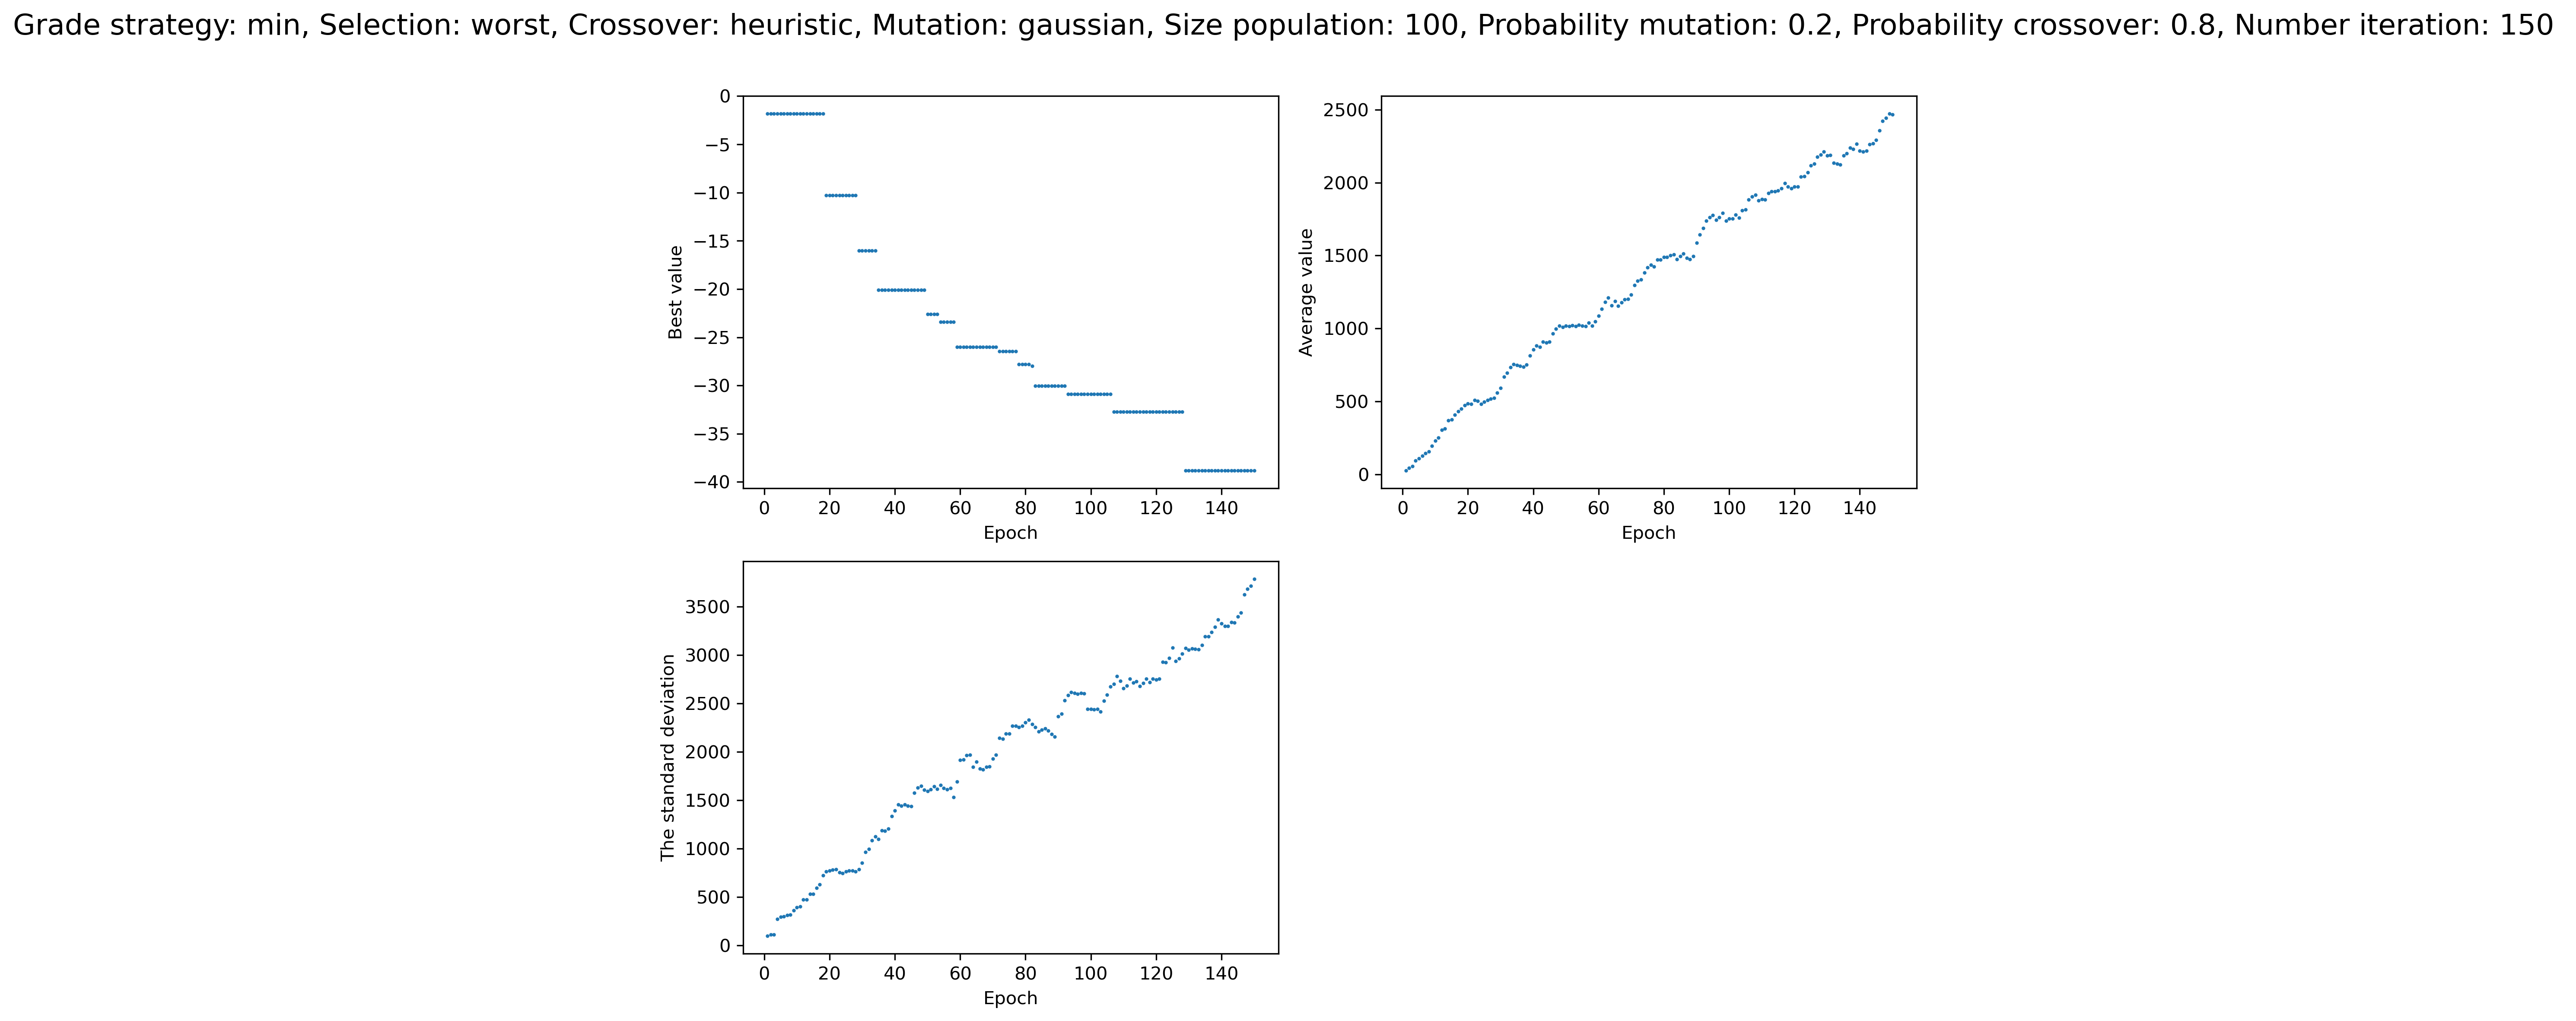 Grade strategy: min, Selection: worst, Crossover: heuristic, Mutation: gaussian, Size population: 100, Probability mutation: 0.2, Probability crossover: 0.8, Number iteration: 150
0
−5
−10
−15
−20
−25
−30
−35
−40
Best value
0 20 40 60 80 100 120 140
Epoch
2500
2000
1500
1000
500
0
Average value
0 20 40 60 80 100 120 140
Epoch
3500
3000
2500
2000
1500
1000
500
0
The standard deviation
0 20 40 60 80 100 120 140
Epoch